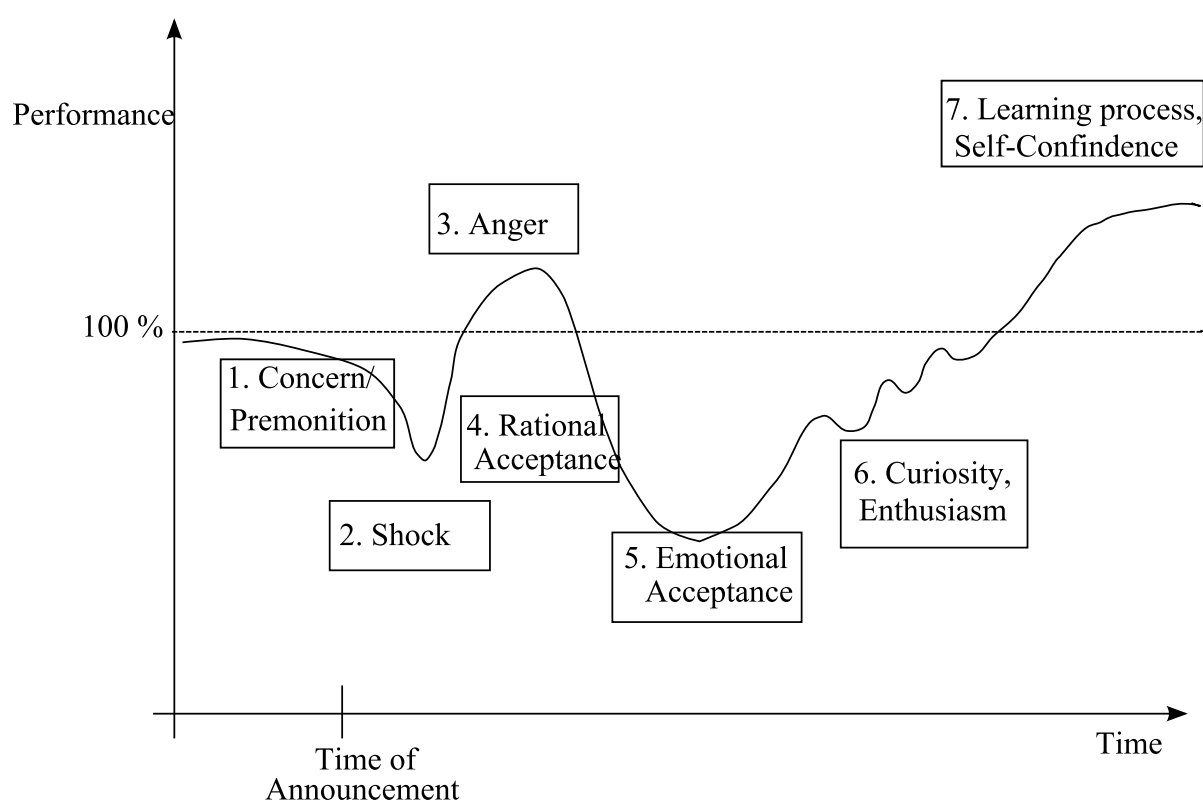 Performance
7. Learning process,
Self-Confindence
3. Anger
100 %
1. Concern/
Premonition
4. Rational
Acceptance
6. Curiosity,
Enthusiasm
2. Shock
5. Emotional
Acceptance
Time
Time of
Announcement